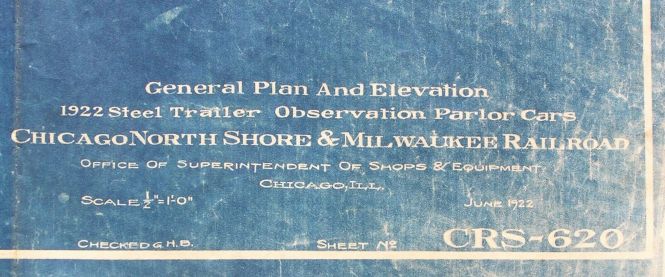 General Plan And Elevation
1922 Steel Trailer Observation Parlor Cars
Chicago North Shore & Milwaukee Railroad
Office Of Superintendent Of Shops & Equipment
Chicago, Ill.
Scale ½"=1'-0" June 1922
Checked G.H.B. Sheet No CRS-620